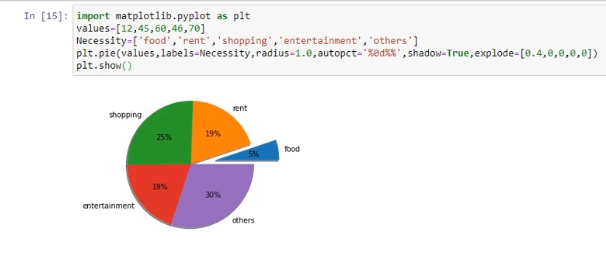 In [15]: import matplotlib.pyplot as plt
values=[12,45,60,46,70]
Necessity=['food','rent','shopping','entertainment','others']
plt.pie(values,labels=Necessity,radius=1.0,autopct='%0d%%',shadow=True,explode=[0.4,0,0,0,0])
plt.show()
shopping
rent
25%
19%
food
5%
19%
30%
entertainment
others